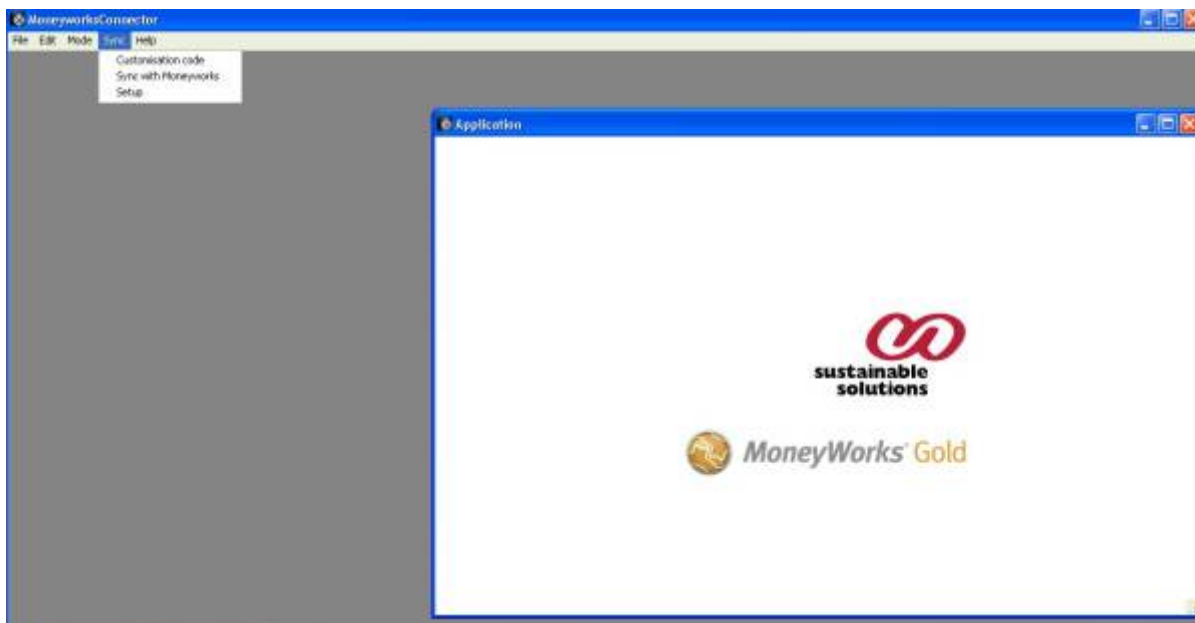 MoneyworksConnector
File Edit Mode Sync Help
Customisation code
Sync with Moneyworks
Setup
Application
sustainable
solutions
MoneyWorks® Gold